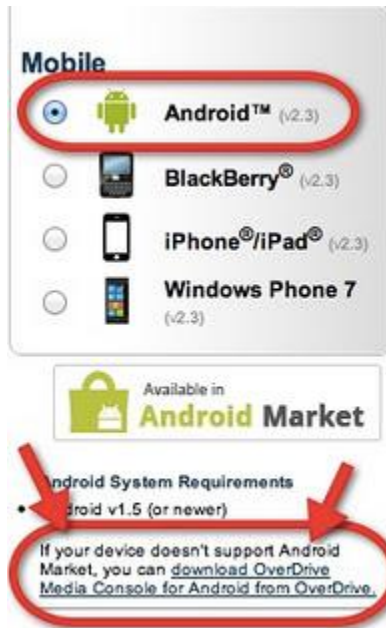 Mobile
Android™ (v2.3)
BlackBerry® (v2.3)
iPhone®/iPad® (v2.3)
Windows Phone 7
(v2.3)
Available in
Android Market
Android System Requirements
• Android v1.5 (or newer)
If your device doesn't support Android
Market, you can download OverDrive
Media Console for Android from OverDrive.